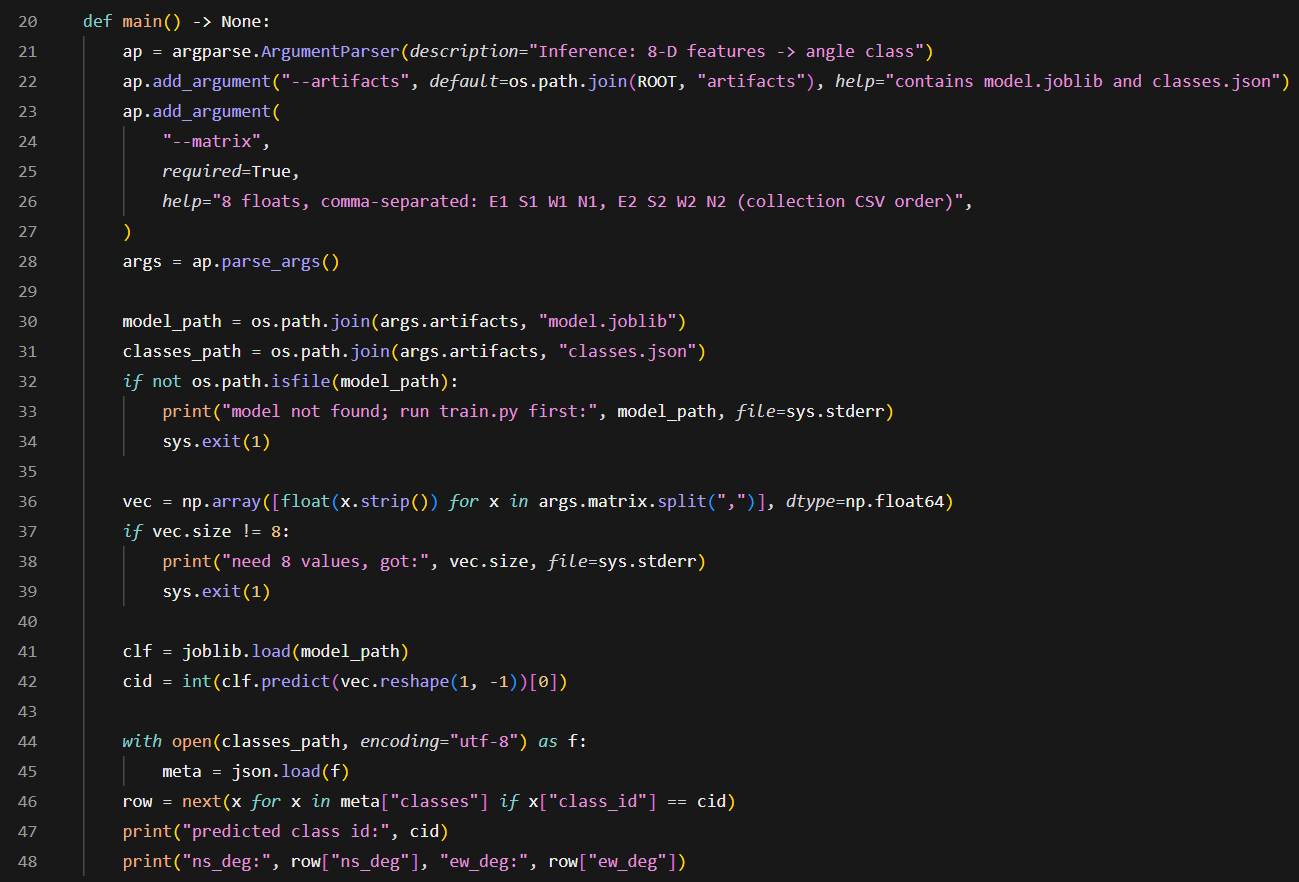 20 def main() -> None:
21     ap = argparse.ArgumentParser(description="Inference: 8-D features -> angle class")
22     ap.add_argument("--artifacts", default=os.path.join(ROOT, "artifacts"), help="contains model.joblib and classes.json")
23     ap.add_argument(
24         "--matrix",
25         required=True,
26         help="8 floats, comma-separated: E1 S1 W1 N1, E2 S2 W2 N2 (collection CSV order)",
27     )
28     args = ap.parse_args()
29
30     model_path = os.path.join(args.artifacts, "model.joblib")
31     classes_path = os.path.join(args.artifacts, "classes.json")
32     if not os.path.isfile(model_path):
33         print("model not found; run train.py first:", model_path, file=sys.stderr)
34         sys.exit(1)
35
36     vec = np.array([float(x.strip()) for x in args.matrix.split(",")], dtype=np.float64)
37     if vec.size != 8:
38         print("need 8 values, got:", vec.size, file=sys.stderr)
39         sys.exit(1)
40
41     clf = joblib.load(model_path)
42     cid = int(clf.predict(vec.reshape(1, -1))[0])
43
44     with open(classes_path, encoding="utf-8") as f:
45         meta = json.load(f)
46     row = next(x for x in meta["classes"] if x["class_id"] == cid)
47     print("predicted class id:", cid)
48     print("ns_deg:", row["ns_deg"], "ew_deg:", row["ew_deg"])